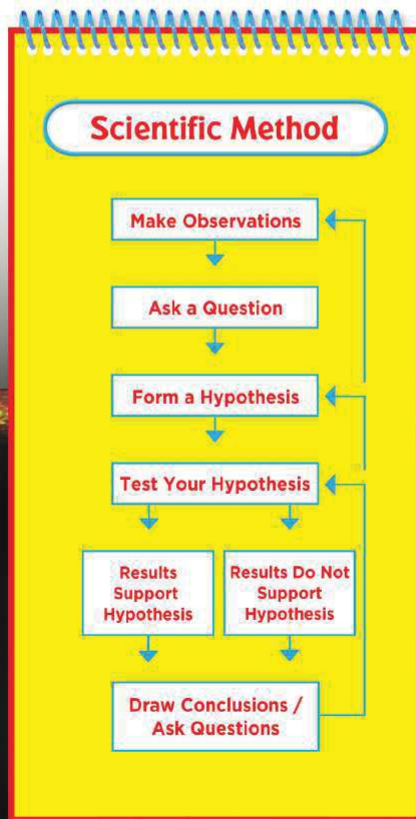 Scientific Method
Make Observations
Ask a Question
Form a Hypothesis
Test Your Hypothesis
Results
Support
Hypothesis
Results Do Not
Support
Hypothesis
Draw Conclusions /
Ask Questions